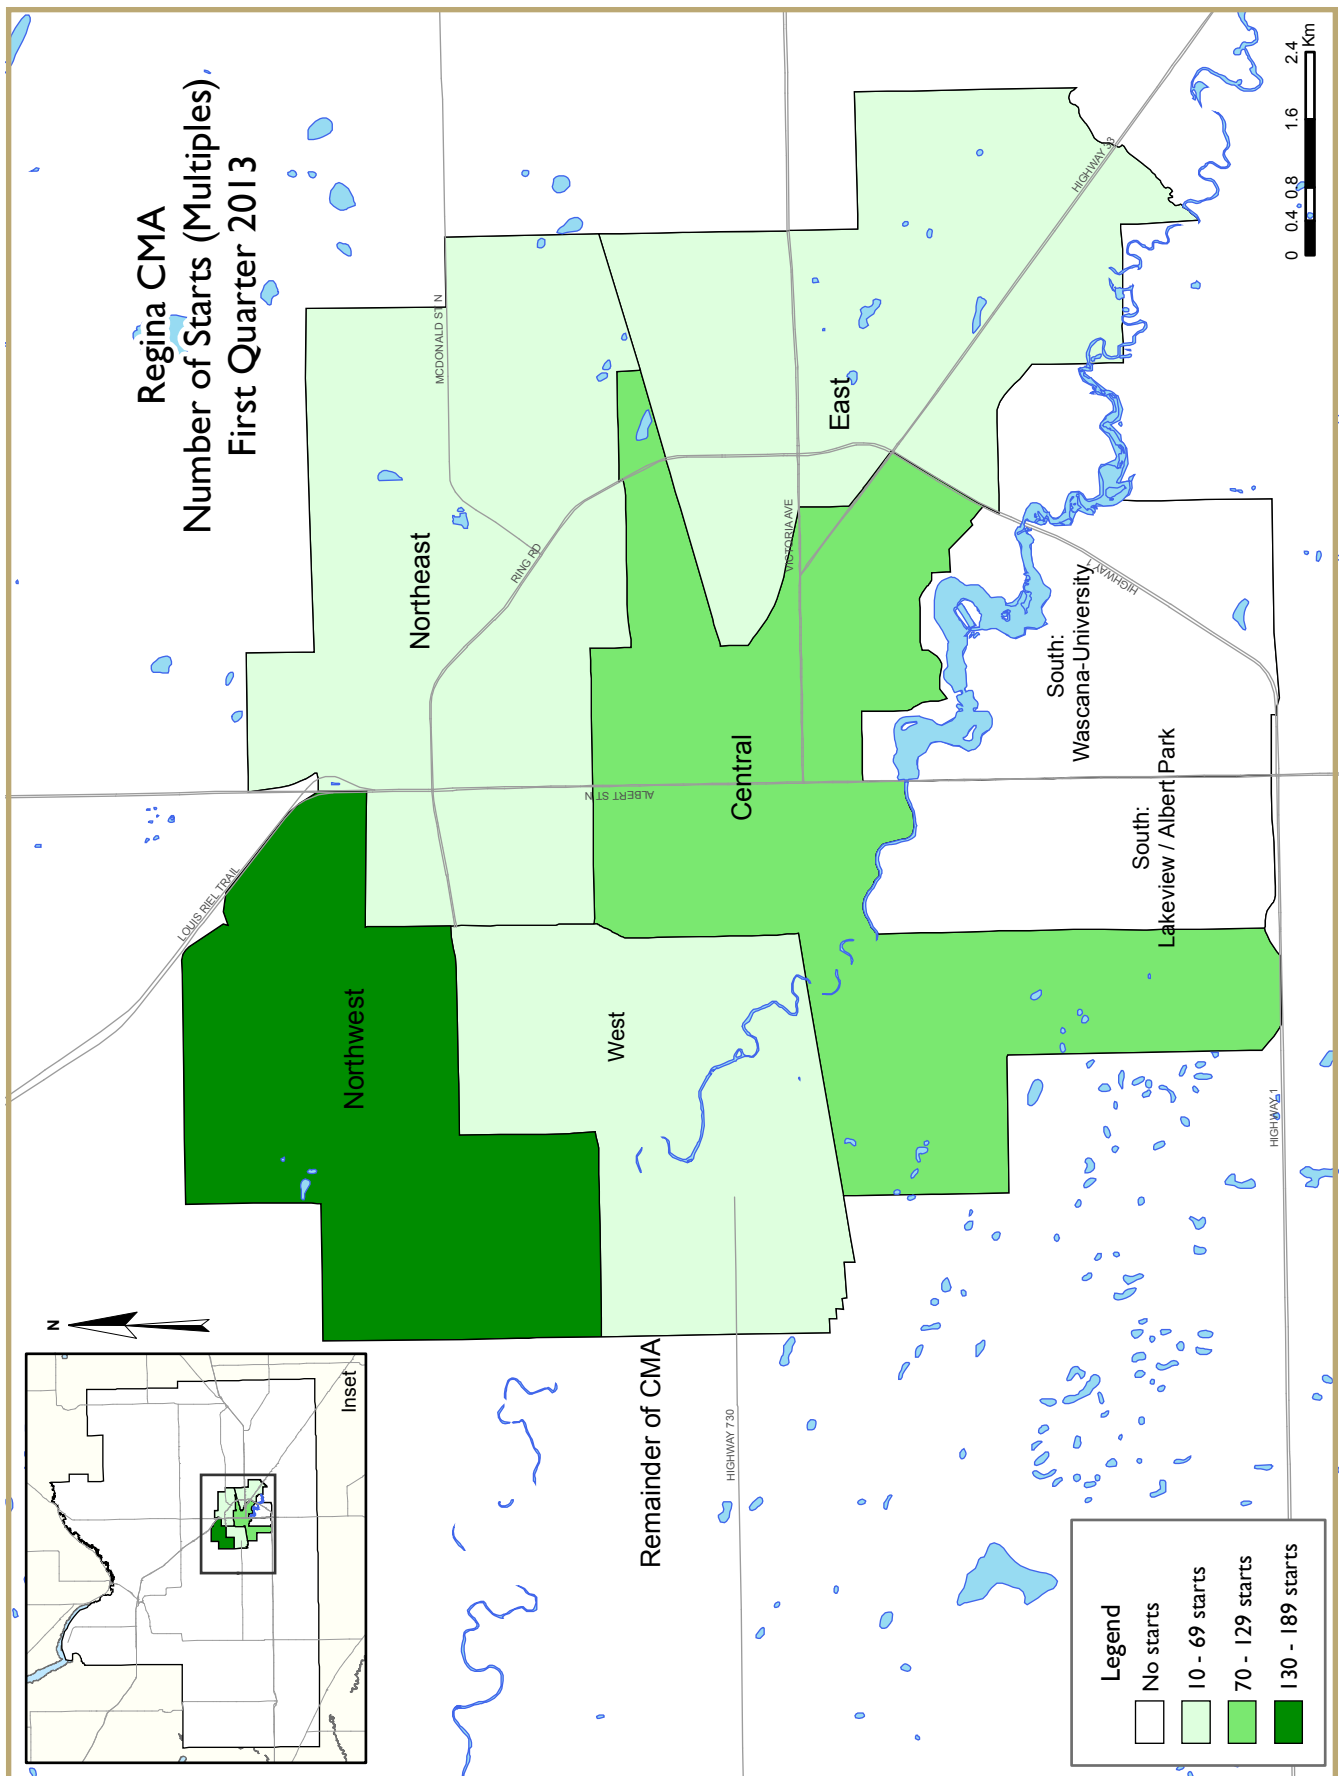 Regina CMA
Number of Starts (Multiples)
First Quarter 2013
N
Inset
LOUIS RIEL TRAIL
MCDONALD ST N
RING RD
ALBERT ST N
VICTORIA AVE
HIGHWAY 33
HIGHWAY 1
HIGHWAY 1
HIGHWAY 730
Northwest
Northeast
West
Central
East
South:
Wascana-University
South:
Lakeview / Albert Park
Remainder of CMA
Legend
No starts
10 - 69 starts
70 - 129 starts
130 - 189 starts
0 0.4 0.8 1.6 2.4
Km